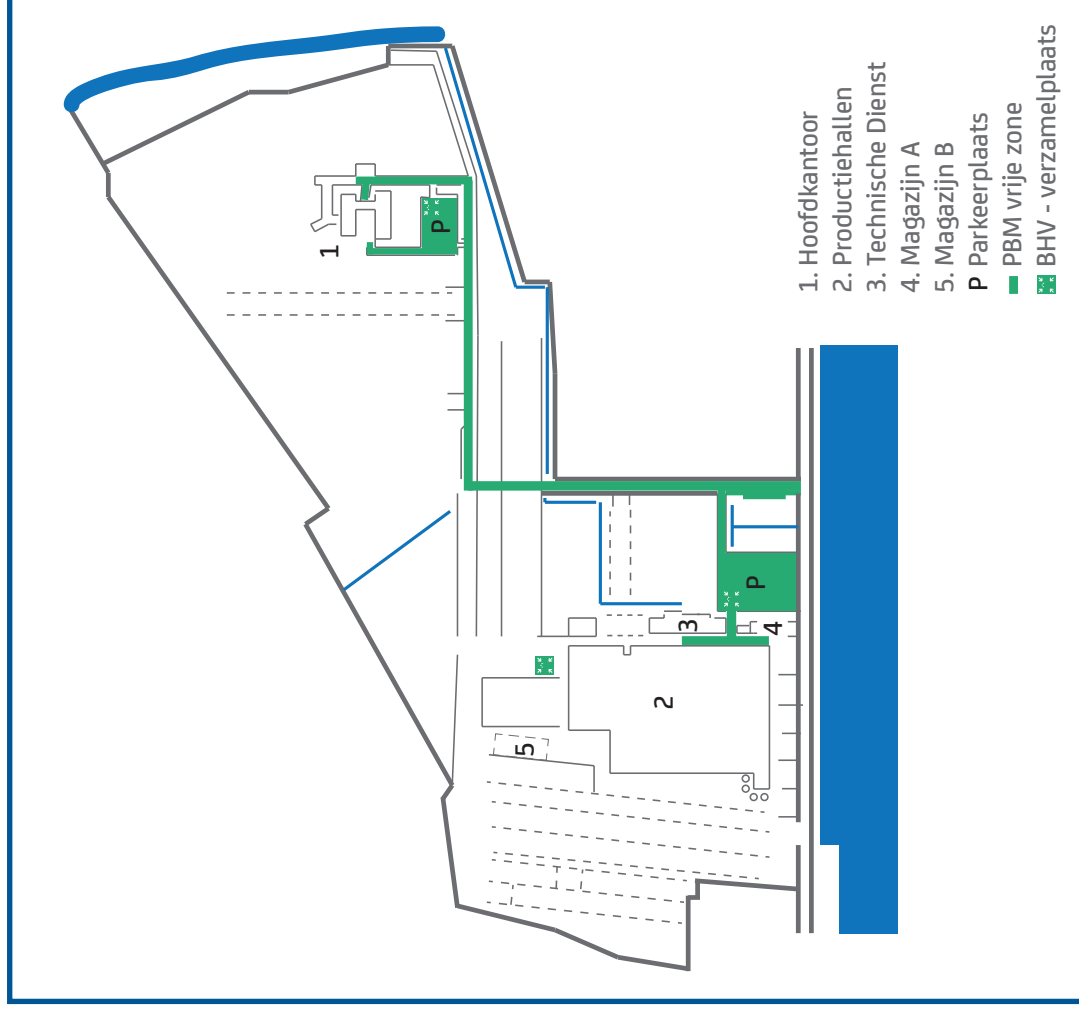 1
P
2
3
4
5
P
1. Hoofdkantoor
2. Productiehallen
3. Technische Dienst
4. Magazijn A
5. Magazijn B
P Parkeerplaats
PBM vrije zone
BHV - verzamelplaats